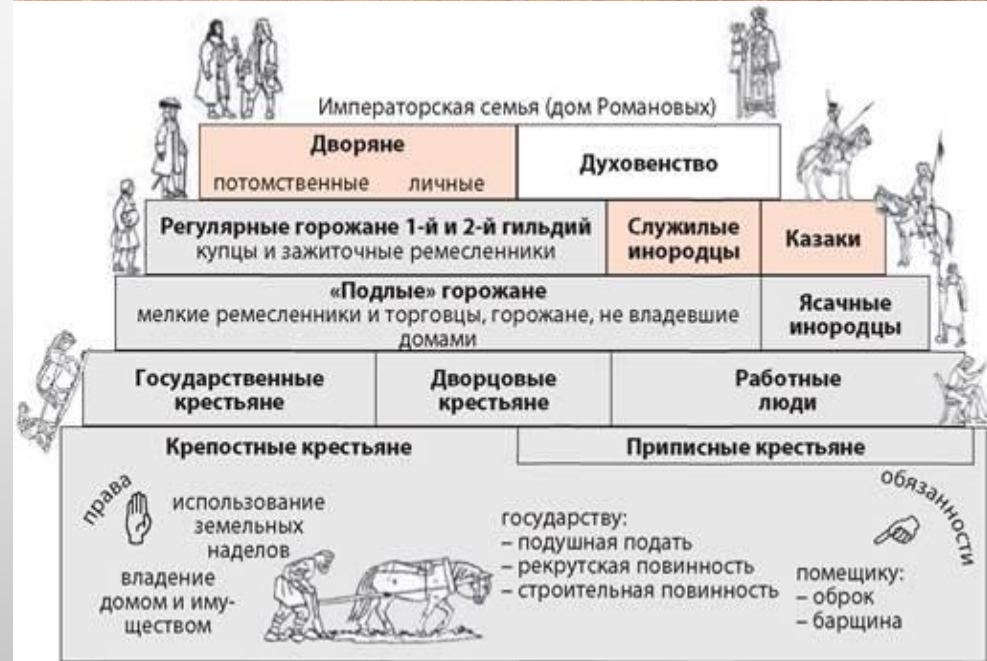 Императорская семья (дом Романовых)
Дворяне
потомственные личные
Духовенство
Регулярные горожане 1-й и 2-й гильдий
купцы и зажиточные ремесленники
Служилые
инородцы
Казаки
«Подлые» горожане
мелкие ремесленники и торговцы, горожане, не владевшие
домами
Ясачные
инородцы
Государственные
крестьяне
Дворцовые
крестьяне
Работные
люди
Крепостные крестьяне
Приписные крестьяне
права
использование
земельных
наделов
владение
домом и иму-
ществом
государству:
– подушная подать
– рекрутская повинность
– строительная повинность
обязанности
помещику:
– оброк
– барщина